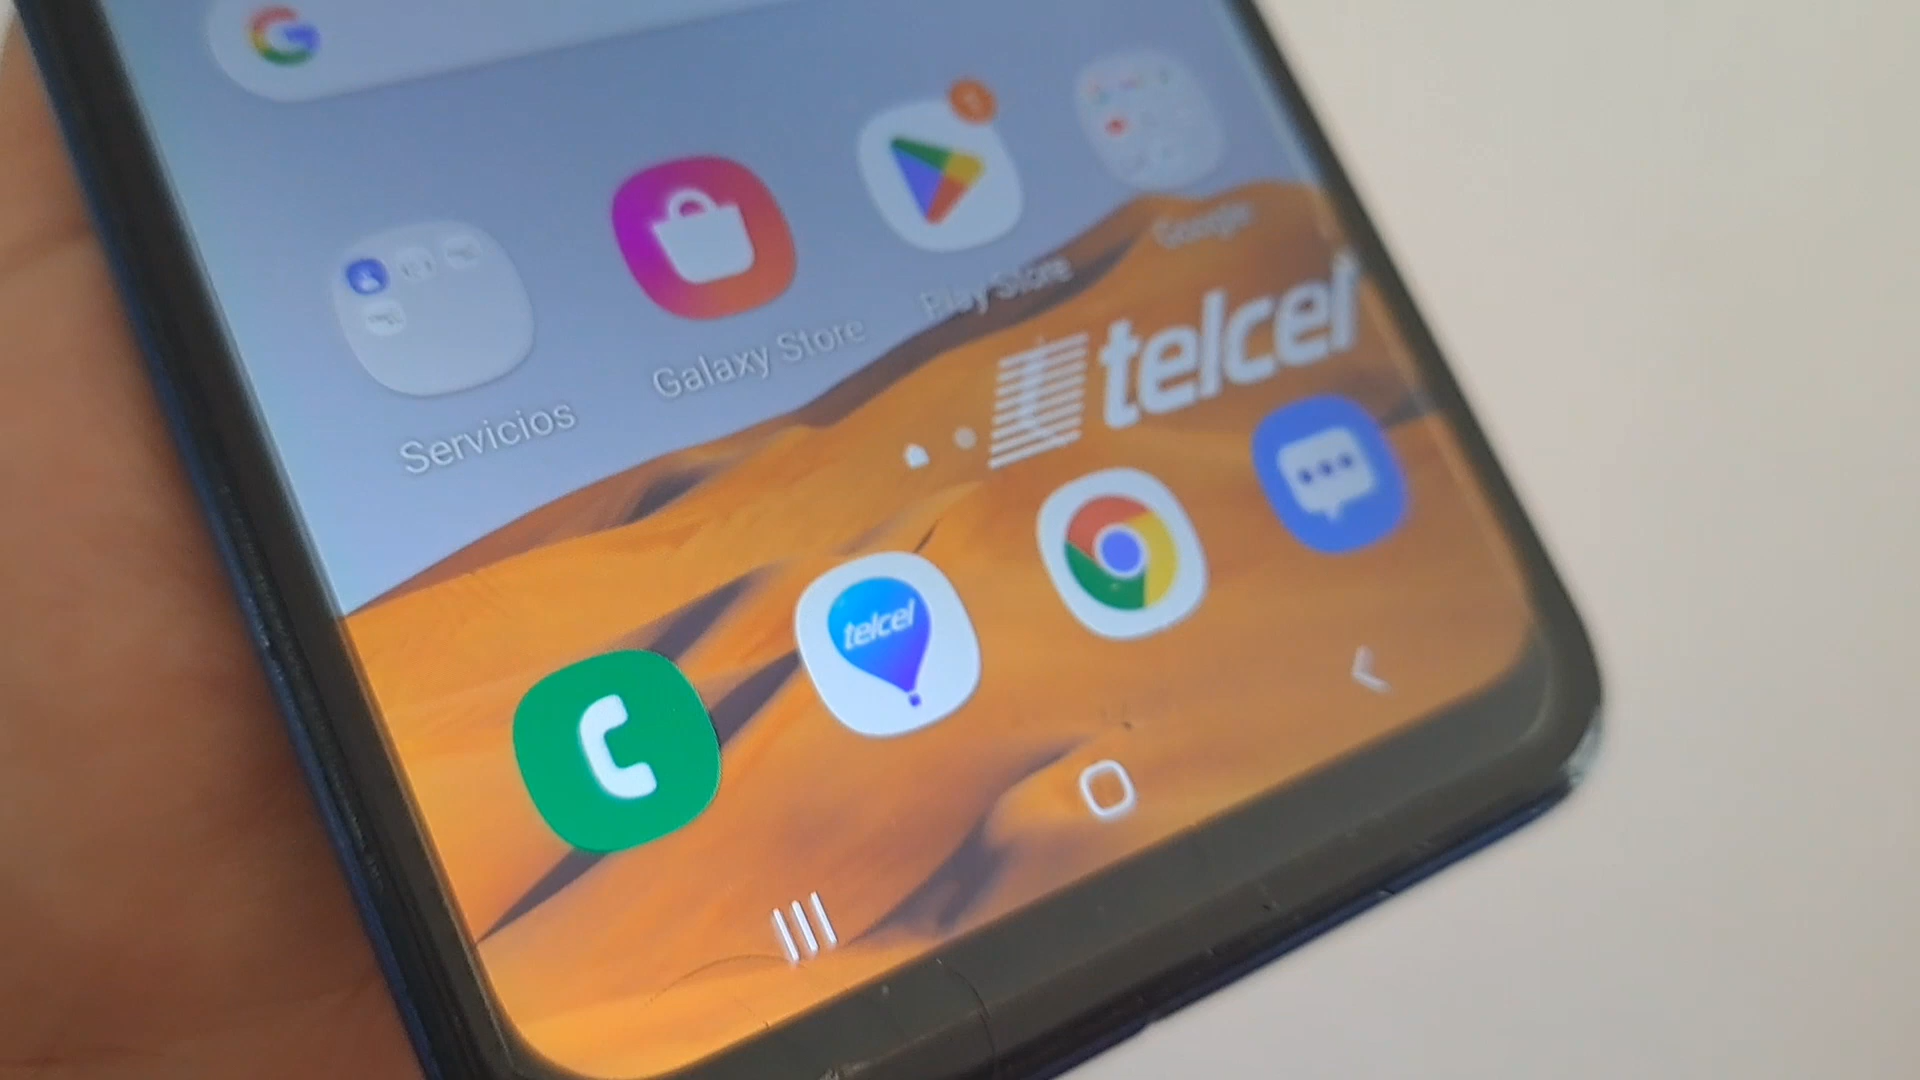 Google
Play Store
Galaxy Store
Servicios
telcel
telcel